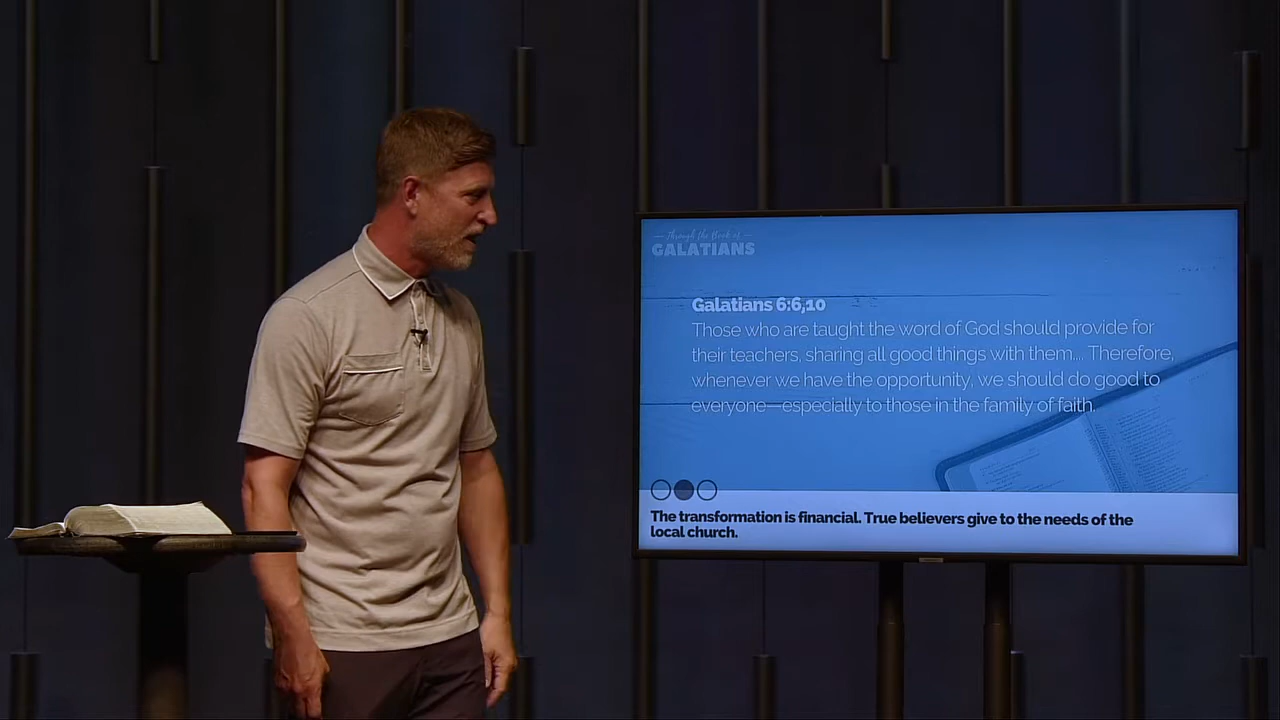 Through the Book of
GALATIANS
Galatians 6:6,10
Those who are taught the word of God should provide for
their teachers, sharing all good things with them.... Therefore,
whenever we have the opportunity, we should do good to
everyone—especially to those in the family of faith.
The transformation is financial. True believers give to the needs of the
local church.